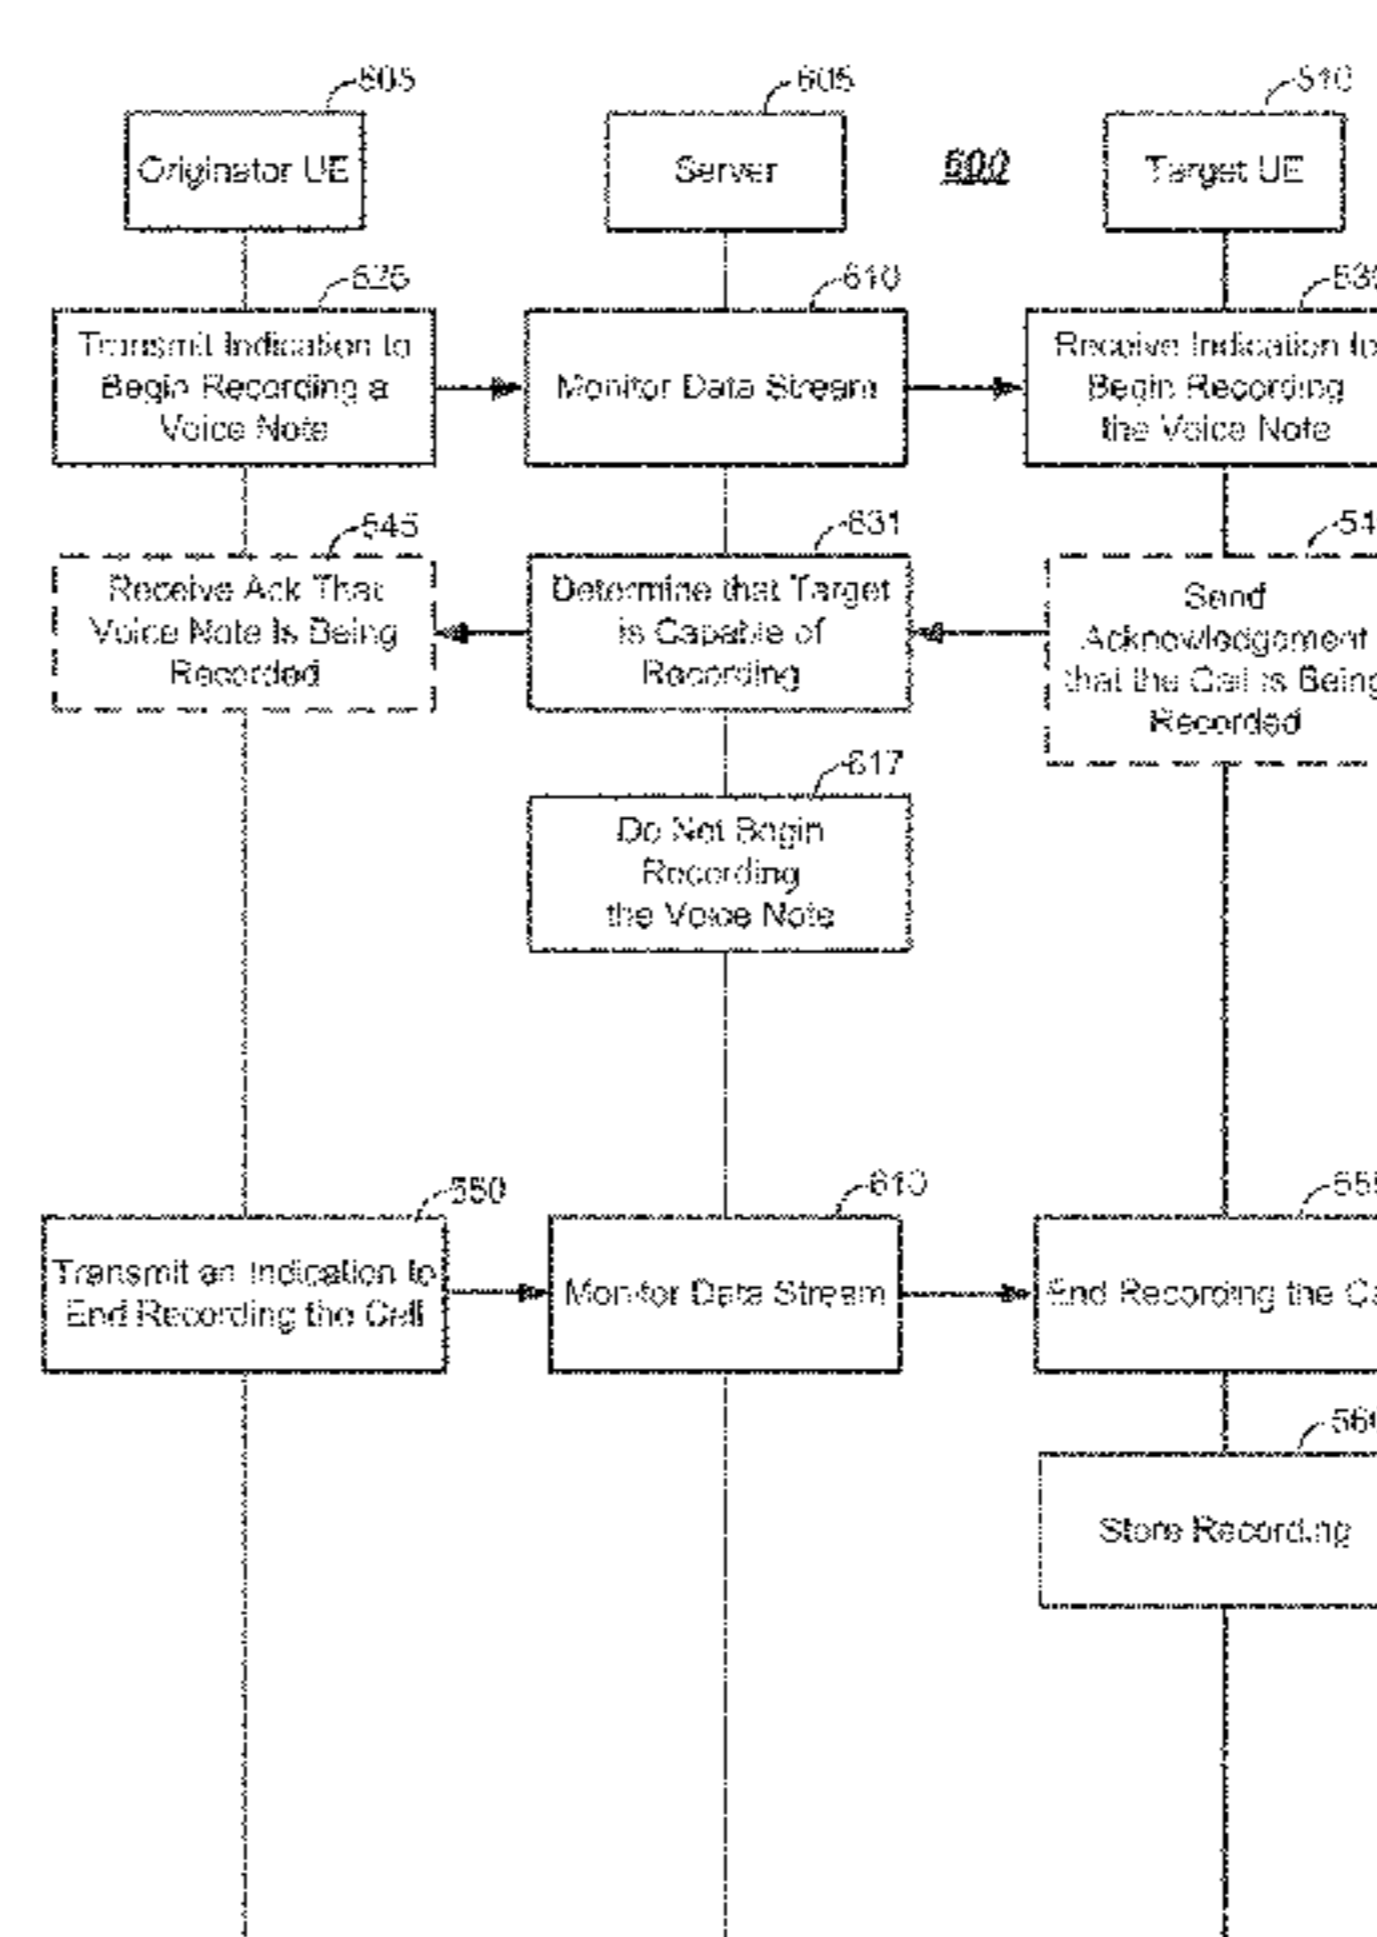 605
510
Originator UE
Server
600
Target UE
610
Transmit Indication to
Begin Recording a
Voice Note
Monitor Data Stream
Receive Indication to
Begin Recording
the Voice Note
545
631
Receive Ack That
Voice Note Is Being
Recorded
Determine that Target
is Capable of
Recording
Send
Acknowledgement
that the Call is Being
Recorded
617
Do Not Begin
Recording
the Voice Note
550
610
Transmit an Indication to
End Recording the Call
Monitor Data Stream
End Recording the
Store Recording